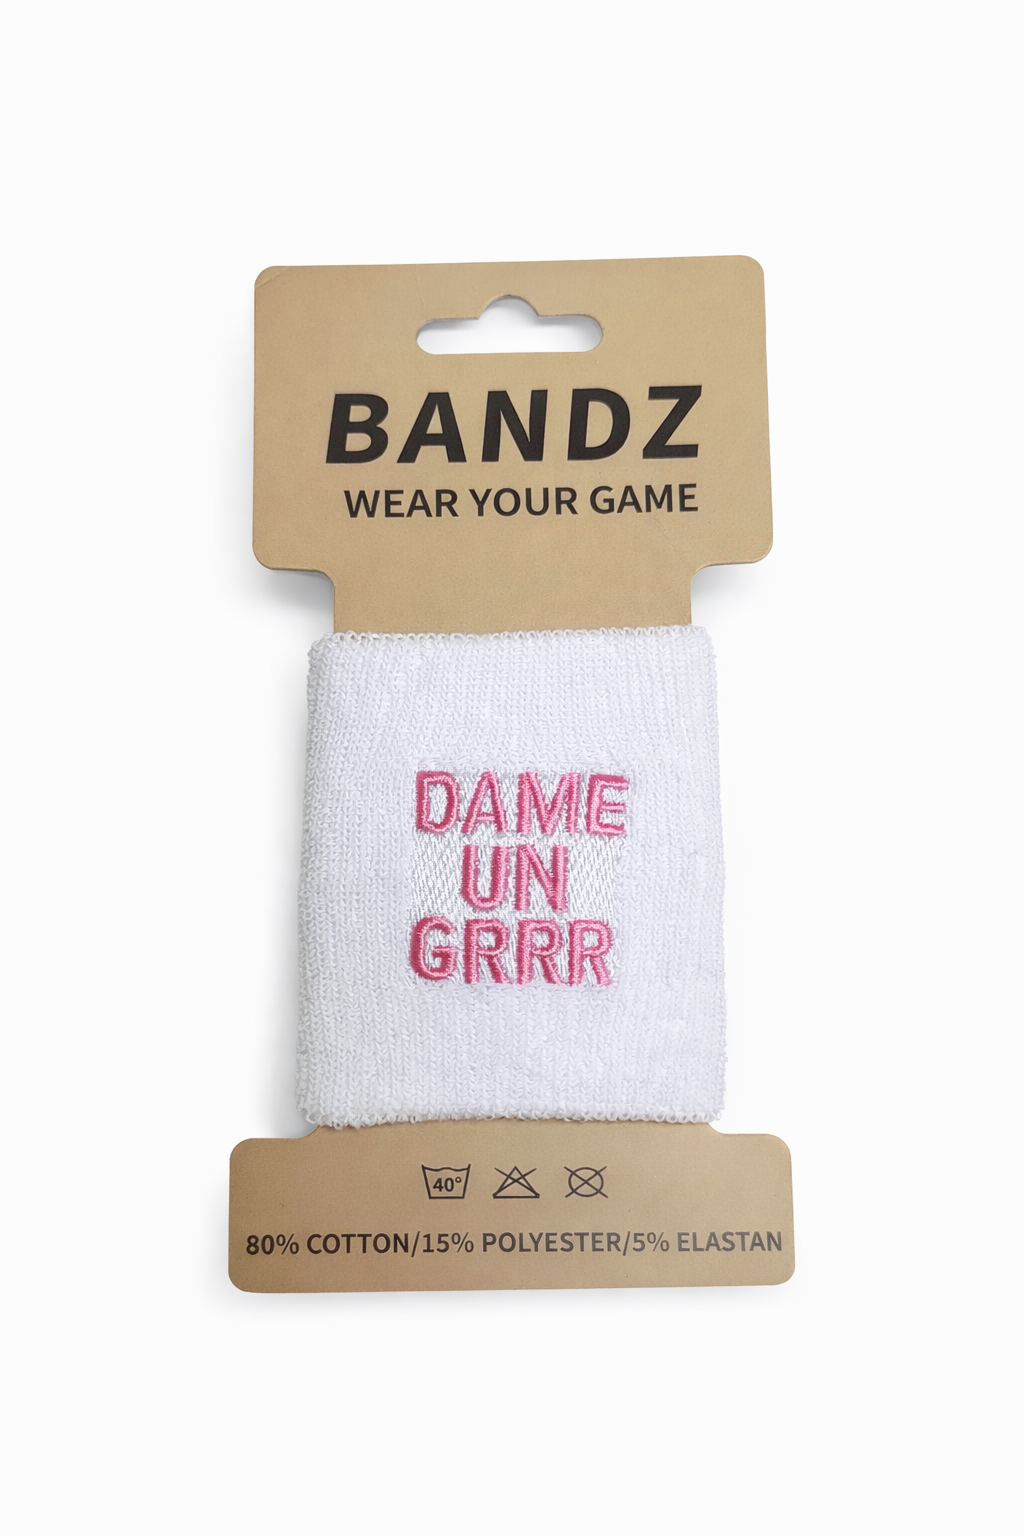 BANDZ
WEAR YOUR GAME
DAME
UN
GRRR
40°
80% COTTON/15% POLYESTER/5% ELASTAN